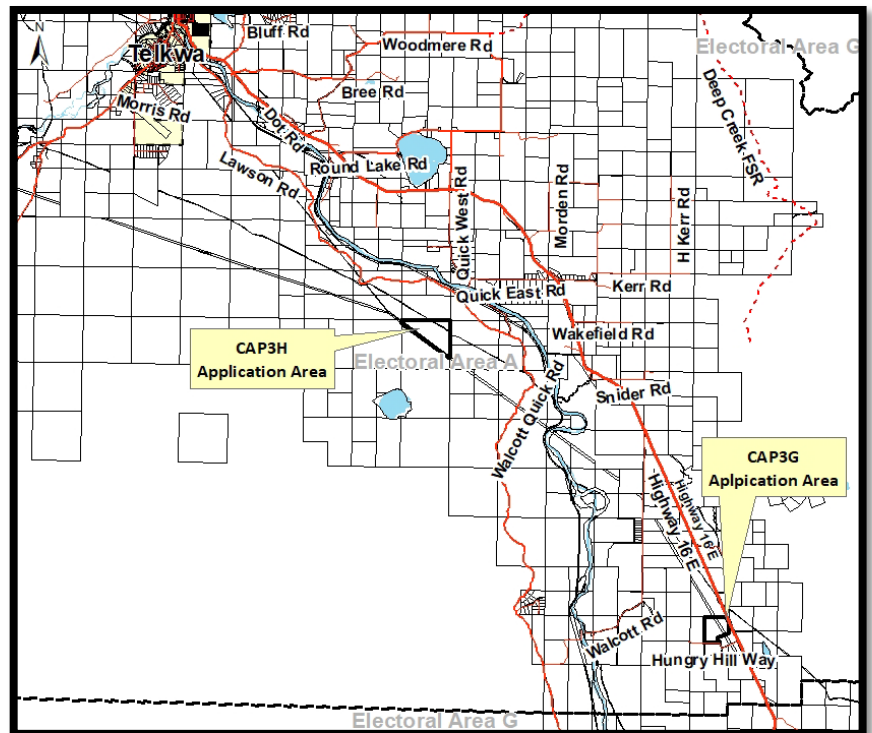 N
Bluff Rd
Woodmere Rd
Electoral Area G
Telkwa
Bree Rd
Deep Creek FSR
Morris Rd
Dot Rd
Round Lake Rd
Lawson Rd
Quick West Rd
Morden Rd
H Kerr Rd
Quick East Rd
Kerr Rd
Wakefield Rd
CAP3H
Application Area
Electoral Area A
Walcott Quick Rd
Snider Rd
CAP3G
Aplpication Area
Highway 16 E
Highway 16 E
Walcott Rd
Hungry Hill Way
Electoral Area G